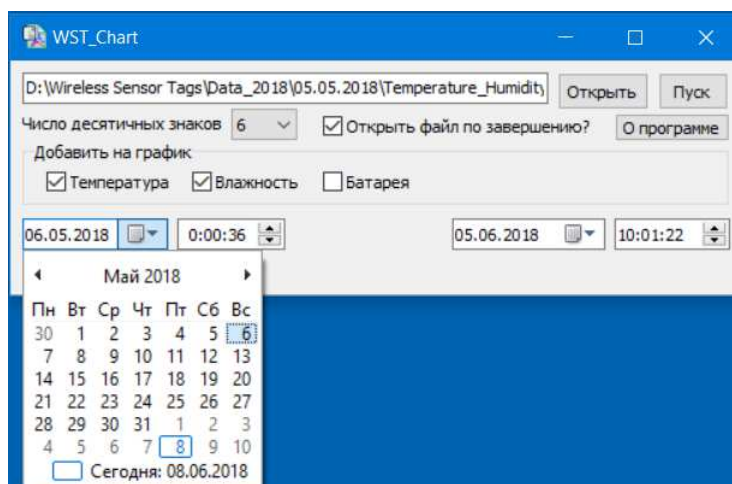 WST_Chart
D:\Wireless Sensor Tags\Data_2018\05.05.2018\Temperature_Humidity Открыть Пуск
Число десятичных знаков 6 Открыть файл по завершению? О программе
Добавить на график
Температура Влажность Батарея
06.05.2018 0:00:36 05.06.2018 10:01:22
Май 2018
Пн Вт Ср Чт Пт Сб Вс
30 1 2 3 4 5 6
7 8 9 10 11 12 13
14 15 16 17 18 19 20
21 22 23 24 25 26 27
28 29 30 31 1 2 3
4 5 6 7 8 9 10
Сегодня: 08.06.2018